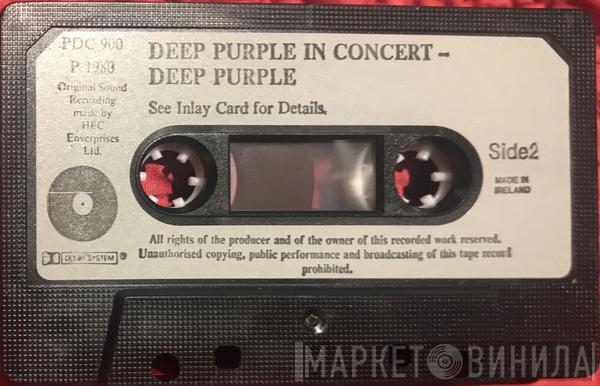 PDC 900
P 1980
Original Sound
Recording
made by
HEC
Enverprises
Ltd.
DEEP PURPLE IN CONCERT –
DEEP PURPLE
See Inlay Card for Details.
Side2
MADE IN
IRELAND
DOLBY SYSTEM
All rights of the producer and of the owner of this recorded work reserved.
Unauthorised copying, public performance and broadcasting of this tape record
prohibited.
МАРКЕТ ВИНИЛА